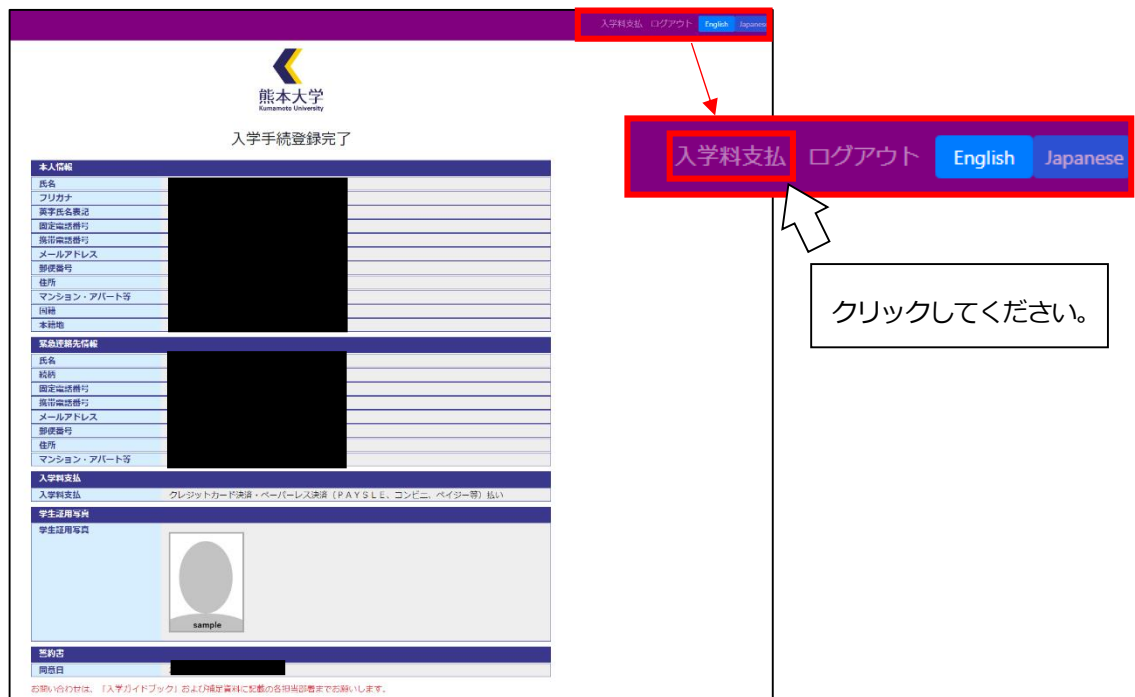 入学料支払 ログアウト English Japanese
熊本大学
Kumamoto University
入学手続登録完了
入学料支払 ログアウト English Japanese
クリックしてください。
本人情報
氏名
フリガナ
英字氏名表記
固定電話番号
携帯電話番号
メールアドレス
郵便番号
住所
マンション・アパート等
国籍
本籍地
緊急連絡先情報
氏名
続柄
固定電話番号
携帯電話番号
メールアドレス
郵便番号
住所
マンション・アパート等
入学料支払
入学料支払 クレジットカード決済・ペーパーレス決済（ＰＡＹＳＬＥ、コンビニ、ペイジー等）払い
学生証用写真
学生証用写真
sample
誓約書
同意日
お問い合わせは、「入学ガイドブック」および補足資料に記載の各担当部署までお願いします。